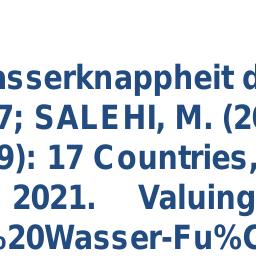 asserknappheit d
7; SALEHI, M. (20
9): 17 Countries,
2021. Valuing
%20Wasser-Fu%C